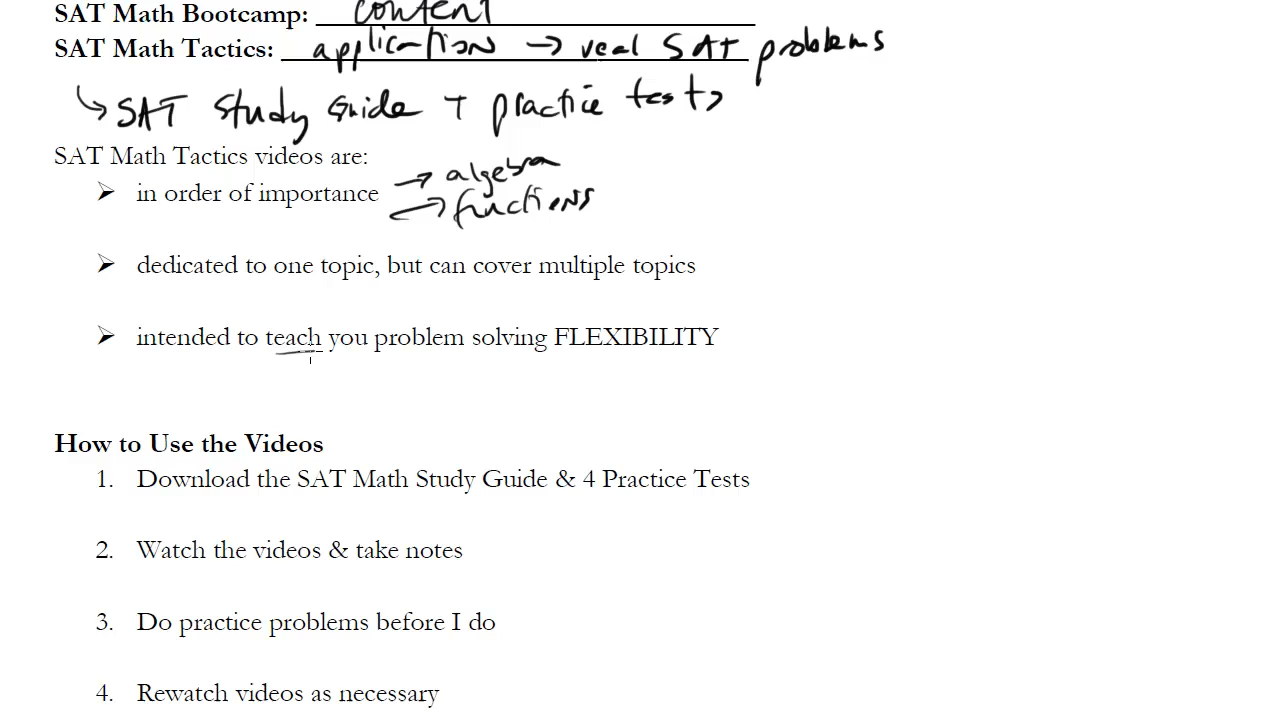 SAT Math Bootcamp: content
SAT Math Tactics: application → real SAT problems
↳ SAT Study Guide + practice tests
SAT Math Tactics videos are:
➢ in order of importance → algebra
→ functions
➢ dedicated to one topic, but can cover multiple topics
➢ intended to teach you problem solving FLEXIBILITY
How to Use the Videos
1. Download the SAT Math Study Guide & 4 Practice Tests
2. Watch the videos & take notes
3. Do practice problems before I do
4. Rewatch videos as necessary